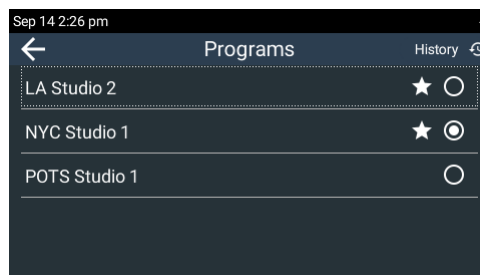 Sep 14 2:26 pm
Programs History
LA Studio 2
NYC Studio 1
POTS Studio 1